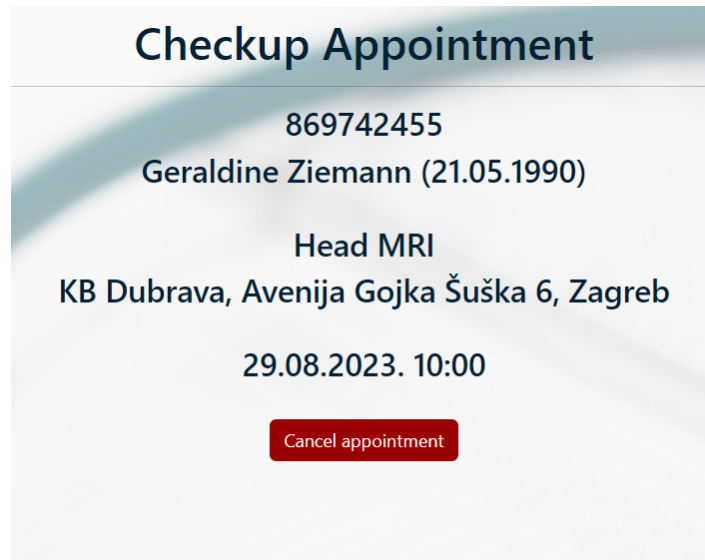 Checkup Appointment
869742455
Geraldine Ziemann (21.05.1990)
Head MRI
KB Dubrava, Avenija Gojka Šuška 6, Zagreb
29.08.2023. 10:00
Cancel appointment